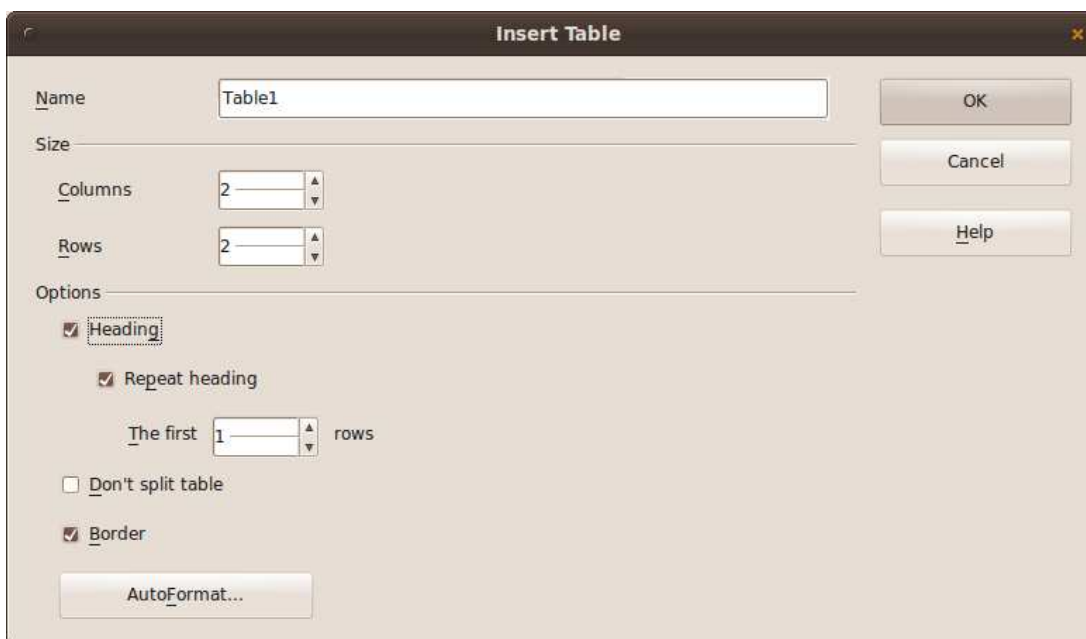 Insert Table
Name Table1
OK
Size
Cancel
Columns 2
Help
Rows 2
Options
Heading
Repeat heading
The first 1 rows
Don't split table
Border
AutoFormat...